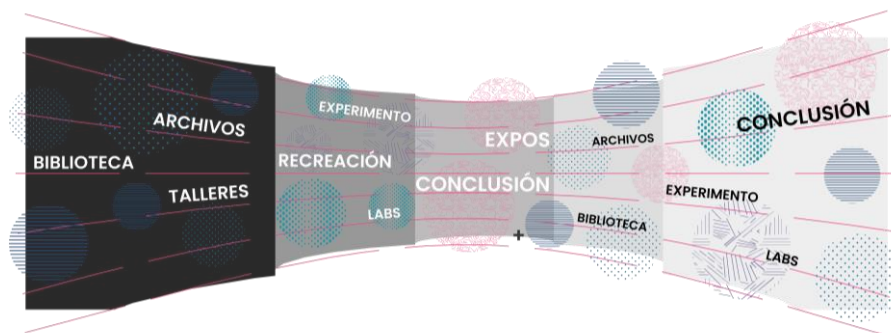 BIBLIOTECA
ARCHIVOS
TALLERES
EXPERIMENTO
RECREACIÓN
LABS
EXPOS
CONCLUSIÓN
+
ARCHIVOS
BIBLIOTECA
EXPERIMENTO
CONCLUSIÓN
LABS